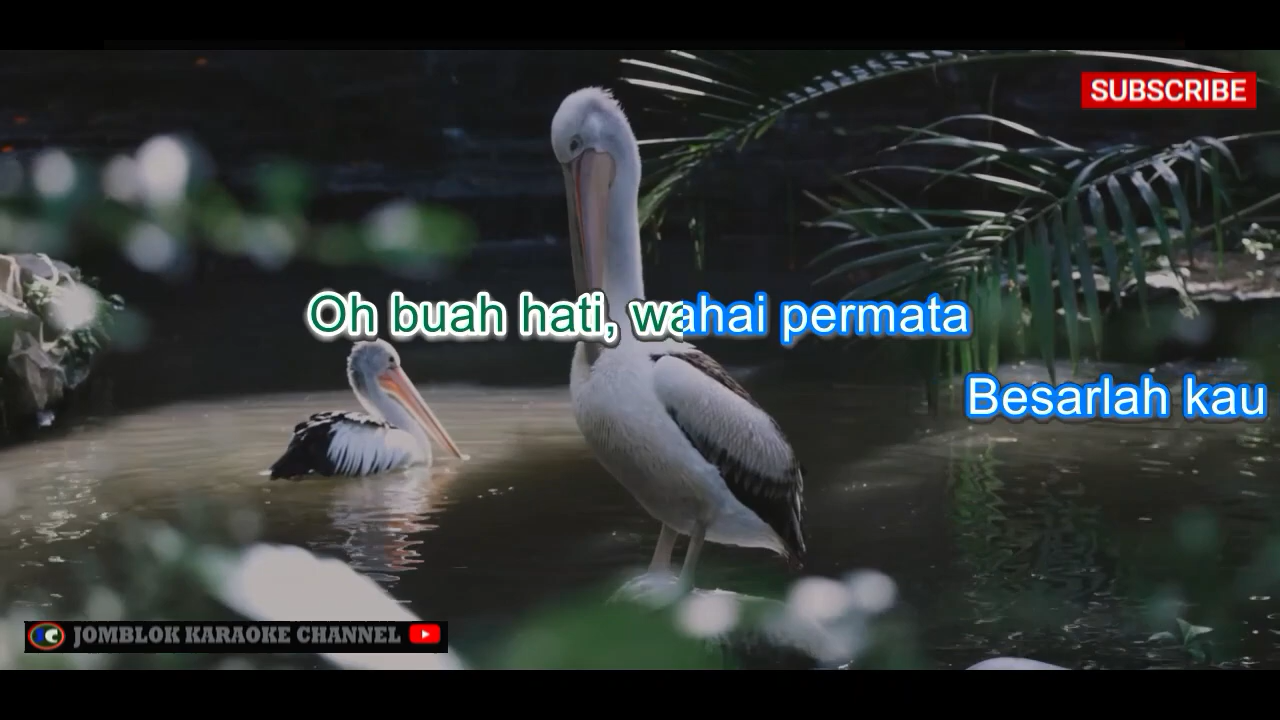 SUBSCRIBE
Oh buah hati, wahai permata
Besarlah kau
JOMBLOK KARAOKE CHANNEL